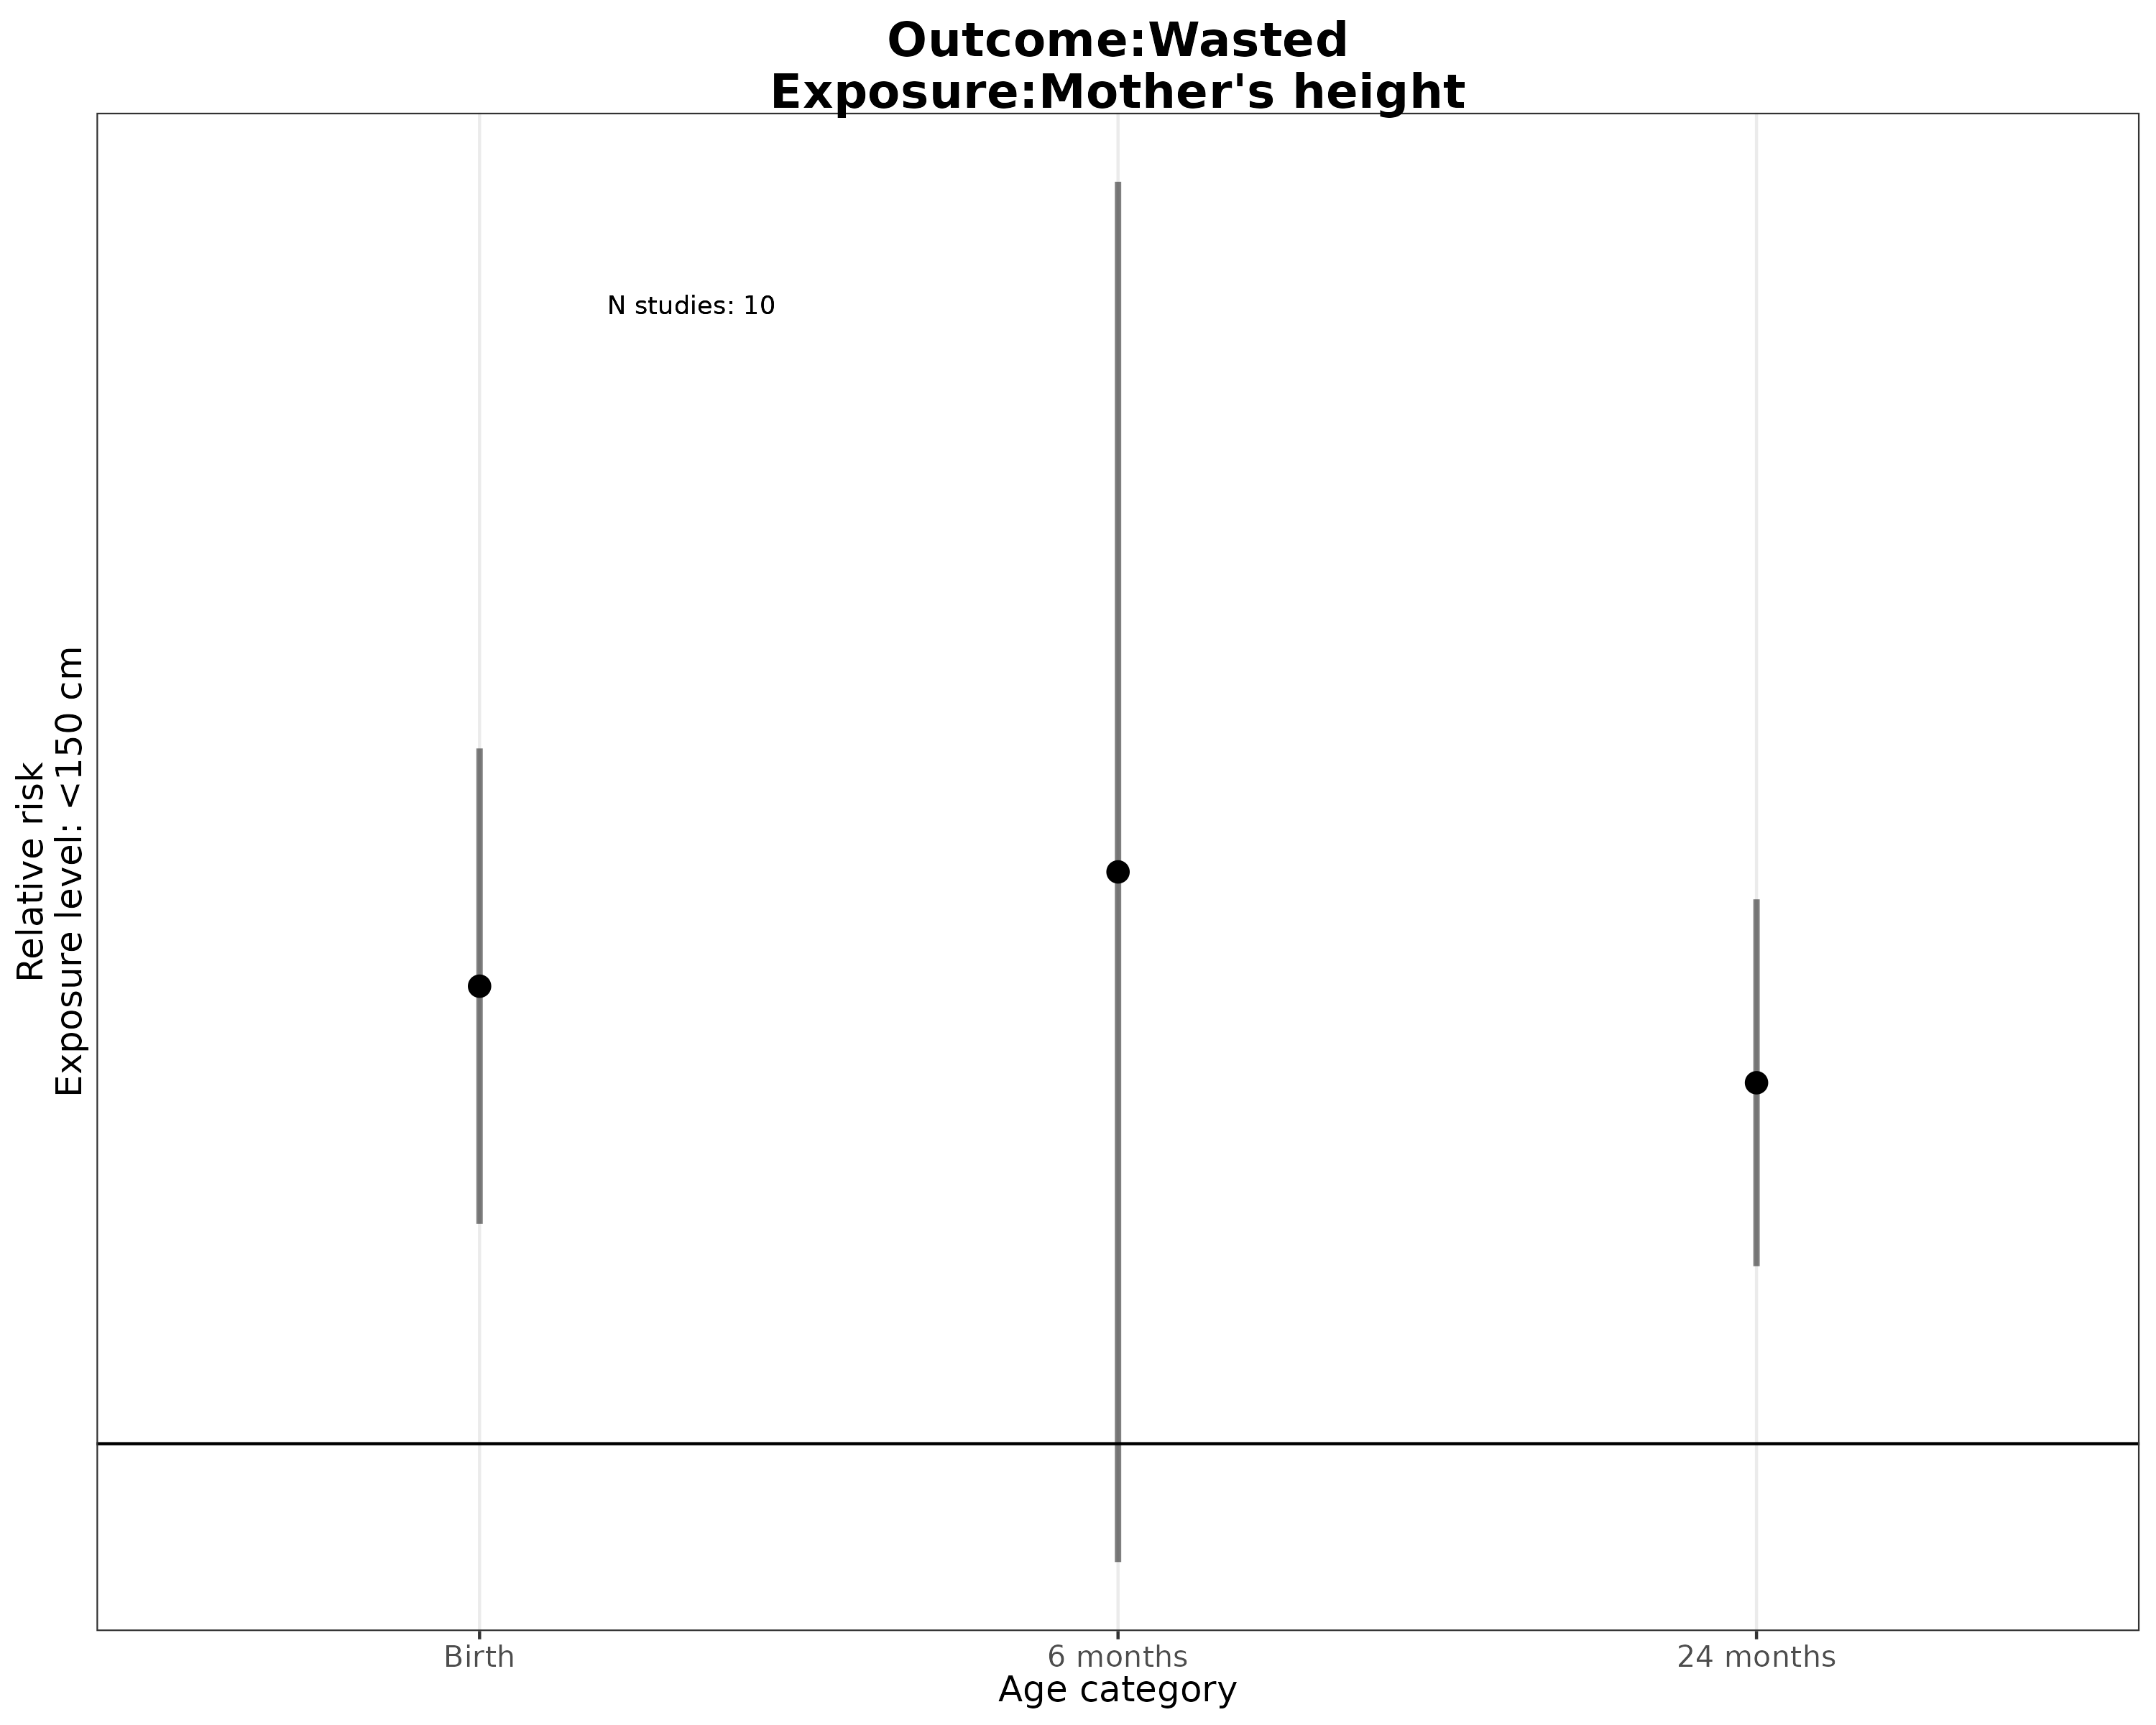 Outcome:Wasted
Exposure:Mother's height
N studies: 10
Relative risk
Exposure level: <150 cm
Birth
6 months
24 months
Age category